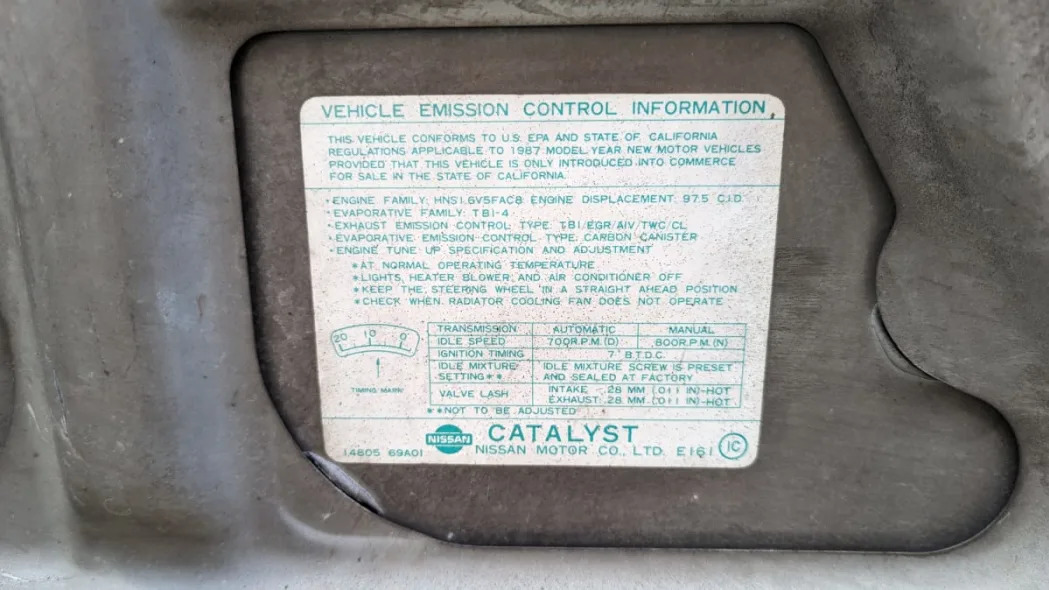 VEHICLE EMISSION CONTROL INFORMATION
THIS VEHICLE CONFORMS TO U.S. EPA AND STATE OF CALIFORNIA
REGULATIONS APPLICABLE TO 1987 MODEL YEAR NEW MOTOR VEHICLES
PROVIDED THAT THIS VEHICLE IS ONLY INTRODUCED INTO COMMERCE
FOR SALE IN THE STATE OF CALIFORNIA.
·ENGINE FAMILY: HNS1.6V5FAC8 ENGINE DISPLACEMENT: 97.5 C.I.D.
·EVAPORATIVE FAMILY: TBI-4
·EXHAUST EMISSION CONTROL TYPE: TBI/EGR/AIV/TWC/CL
·EVAPORATIVE EMISSION CONTROL TYPE: CARBON CANISTER
·ENGINE TUNE UP SPECIFICATION AND ADJUSTMENT
*AT NORMAL OPERATING TEMPERATURE
*LIGHTS, HEATER BLOWER, AND AIR CONDITIONER OFF
*KEEP THE STEERING WHEEL IN A STRAIGHT AHEAD POSITION
*CHECK WHEN RADIATOR COOLING FAN DOES NOT OPERATE
20 10 0
TIMING MARK
TRANSMISSION AUTOMATIC MANUAL
IDLE SPEED 700R.P.M.(D) 800R.P.M.(N)
IGNITION TIMING 7° B.T.D.C.
IDLE MIXTURE SETTING** IDLE MIXTURE SCREW IS PRESET
AND SEALED AT FACTORY
VALVE LASH INTAKE .28 MM (.011 IN)-HOT
EXHAUST .28 MM (.011 IN)-HOT
**NOT TO BE ADJUSTED
14805 69A01 NISSAN CATALYST
NISSAN MOTOR CO., LTD. E161 1C